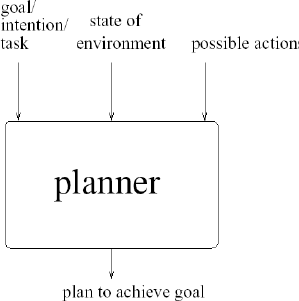 goal/
intention/
task
state of
environment
possible actions
planner
plan to achieve goal